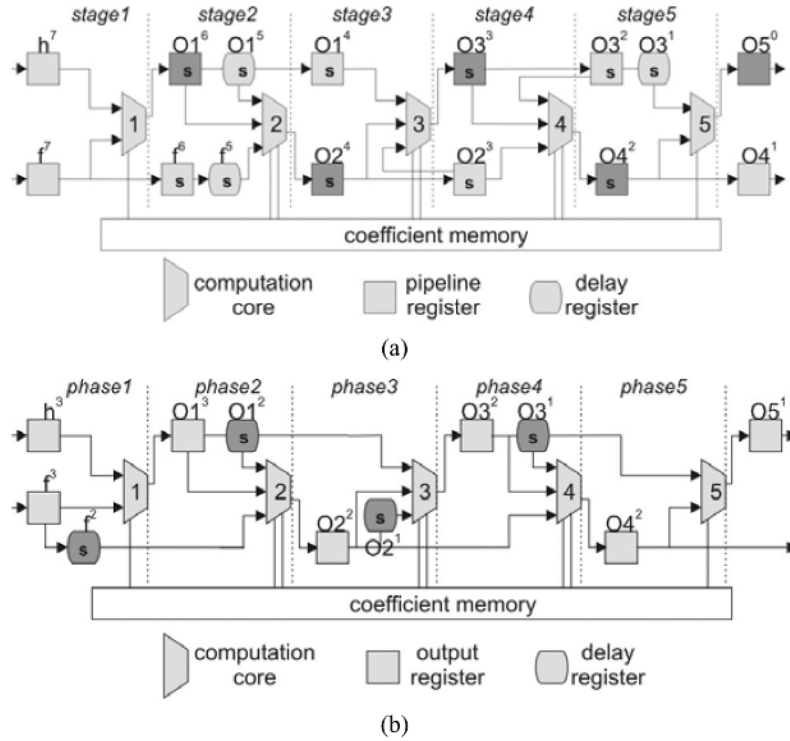 stage1 stage2 stage3 stage4 stage5
h⁷ O1⁶ O1⁵ O1⁴ O3³ O3² O3¹ O5⁰
s s s s s s
1 2 3 4 5
f⁷ f⁶ f⁵ O2⁴ O2³ O4² O4¹
s s s s s
coefficient memory
computation core
pipeline register
delay register
(a)
phase1 phase2 phase3 phase4 phase5
h³ O1³ O1² O3² O3¹ O5¹
s s
1 2 3 4 5
f³ f² O2² O2¹ O4²
s s
coefficient memory
computation core
output register
delay register
(b)